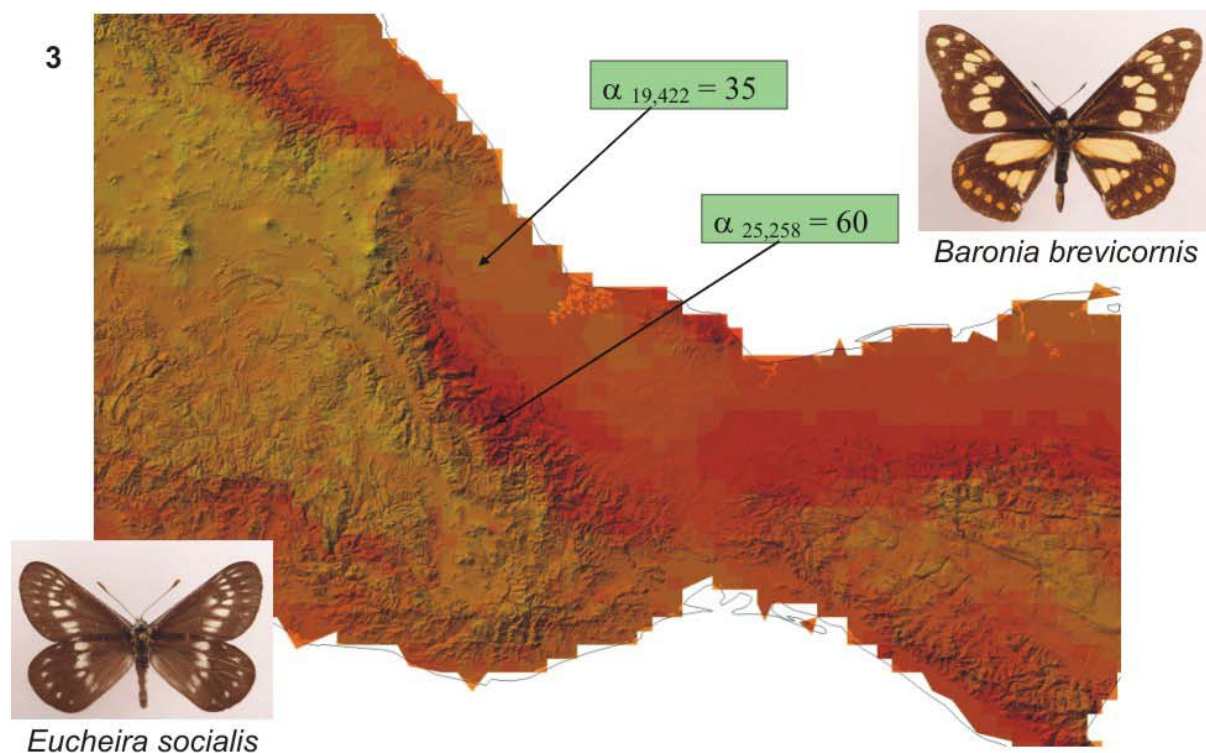 3
α 19,422 = 35
α 25,258 = 60
Baronia brevicornis
Eucheira socialis